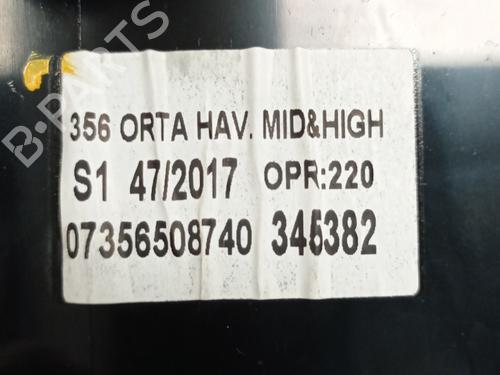 B-PARTS
356 ORTA HAV. MID&HIGH
S1 47/2017 OPR:220
07356508740 345382